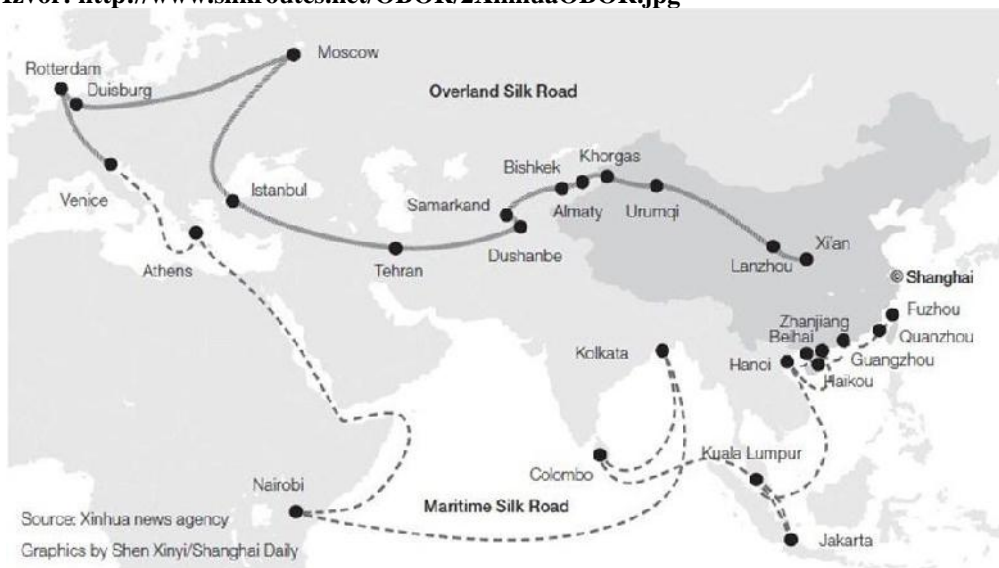 Izvor: http://www.silkroutes.net/OBOR/2XinhuaOBOR.jpg
Moscow
Rotterdam
Duisburg
Overland Silk Road
Khorgas
Bishkek
Istanbul
Venice
Samarkand
Almaty
Urumqi
Xi'an
Athens
Tehran
Dushanbe
Lanzhou
© Shanghai
Fuzhou
Zhanjiang
Beihai
Quanzhou
Kolkata
Hanoi
Guangzhou
Haikou
Kuala Lumpur
Colombo
Nairobi
Maritime Silk Road
Source: Xinhua news agency
Jakarta
Graphics by Shen Xinyi/Shanghai Daily